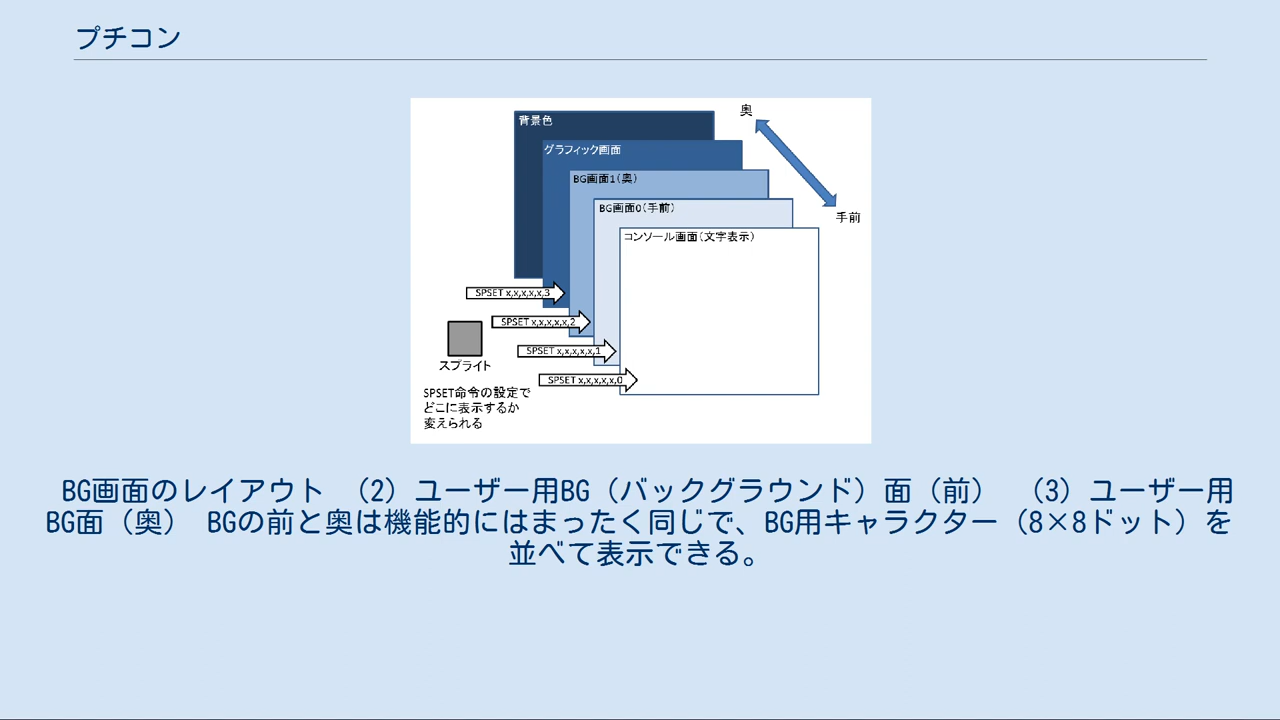 プチコン
奥
背景色
グラフィック画面
BG画面1(奥)
BG画面0(手前)
手前
コンソール画面(文字表示)
SPSET x,x,x,x,x,3
SPSET x,x,x,x,x,2
SPSET x,x,x,x,x,1
スプライト
SPSET x,x,x,x,x,0
SPSET命令の設定で
どこに表示するか
変えられる
BG画面のレイアウト （2）ユーザー用BG（バックグラウンド）面（前） （3）ユーザー用
BG面（奥） BGの前と奥は機能的にはまったく同じで、BG用キャラクター（8×8ドット）を
並べて表示できる。